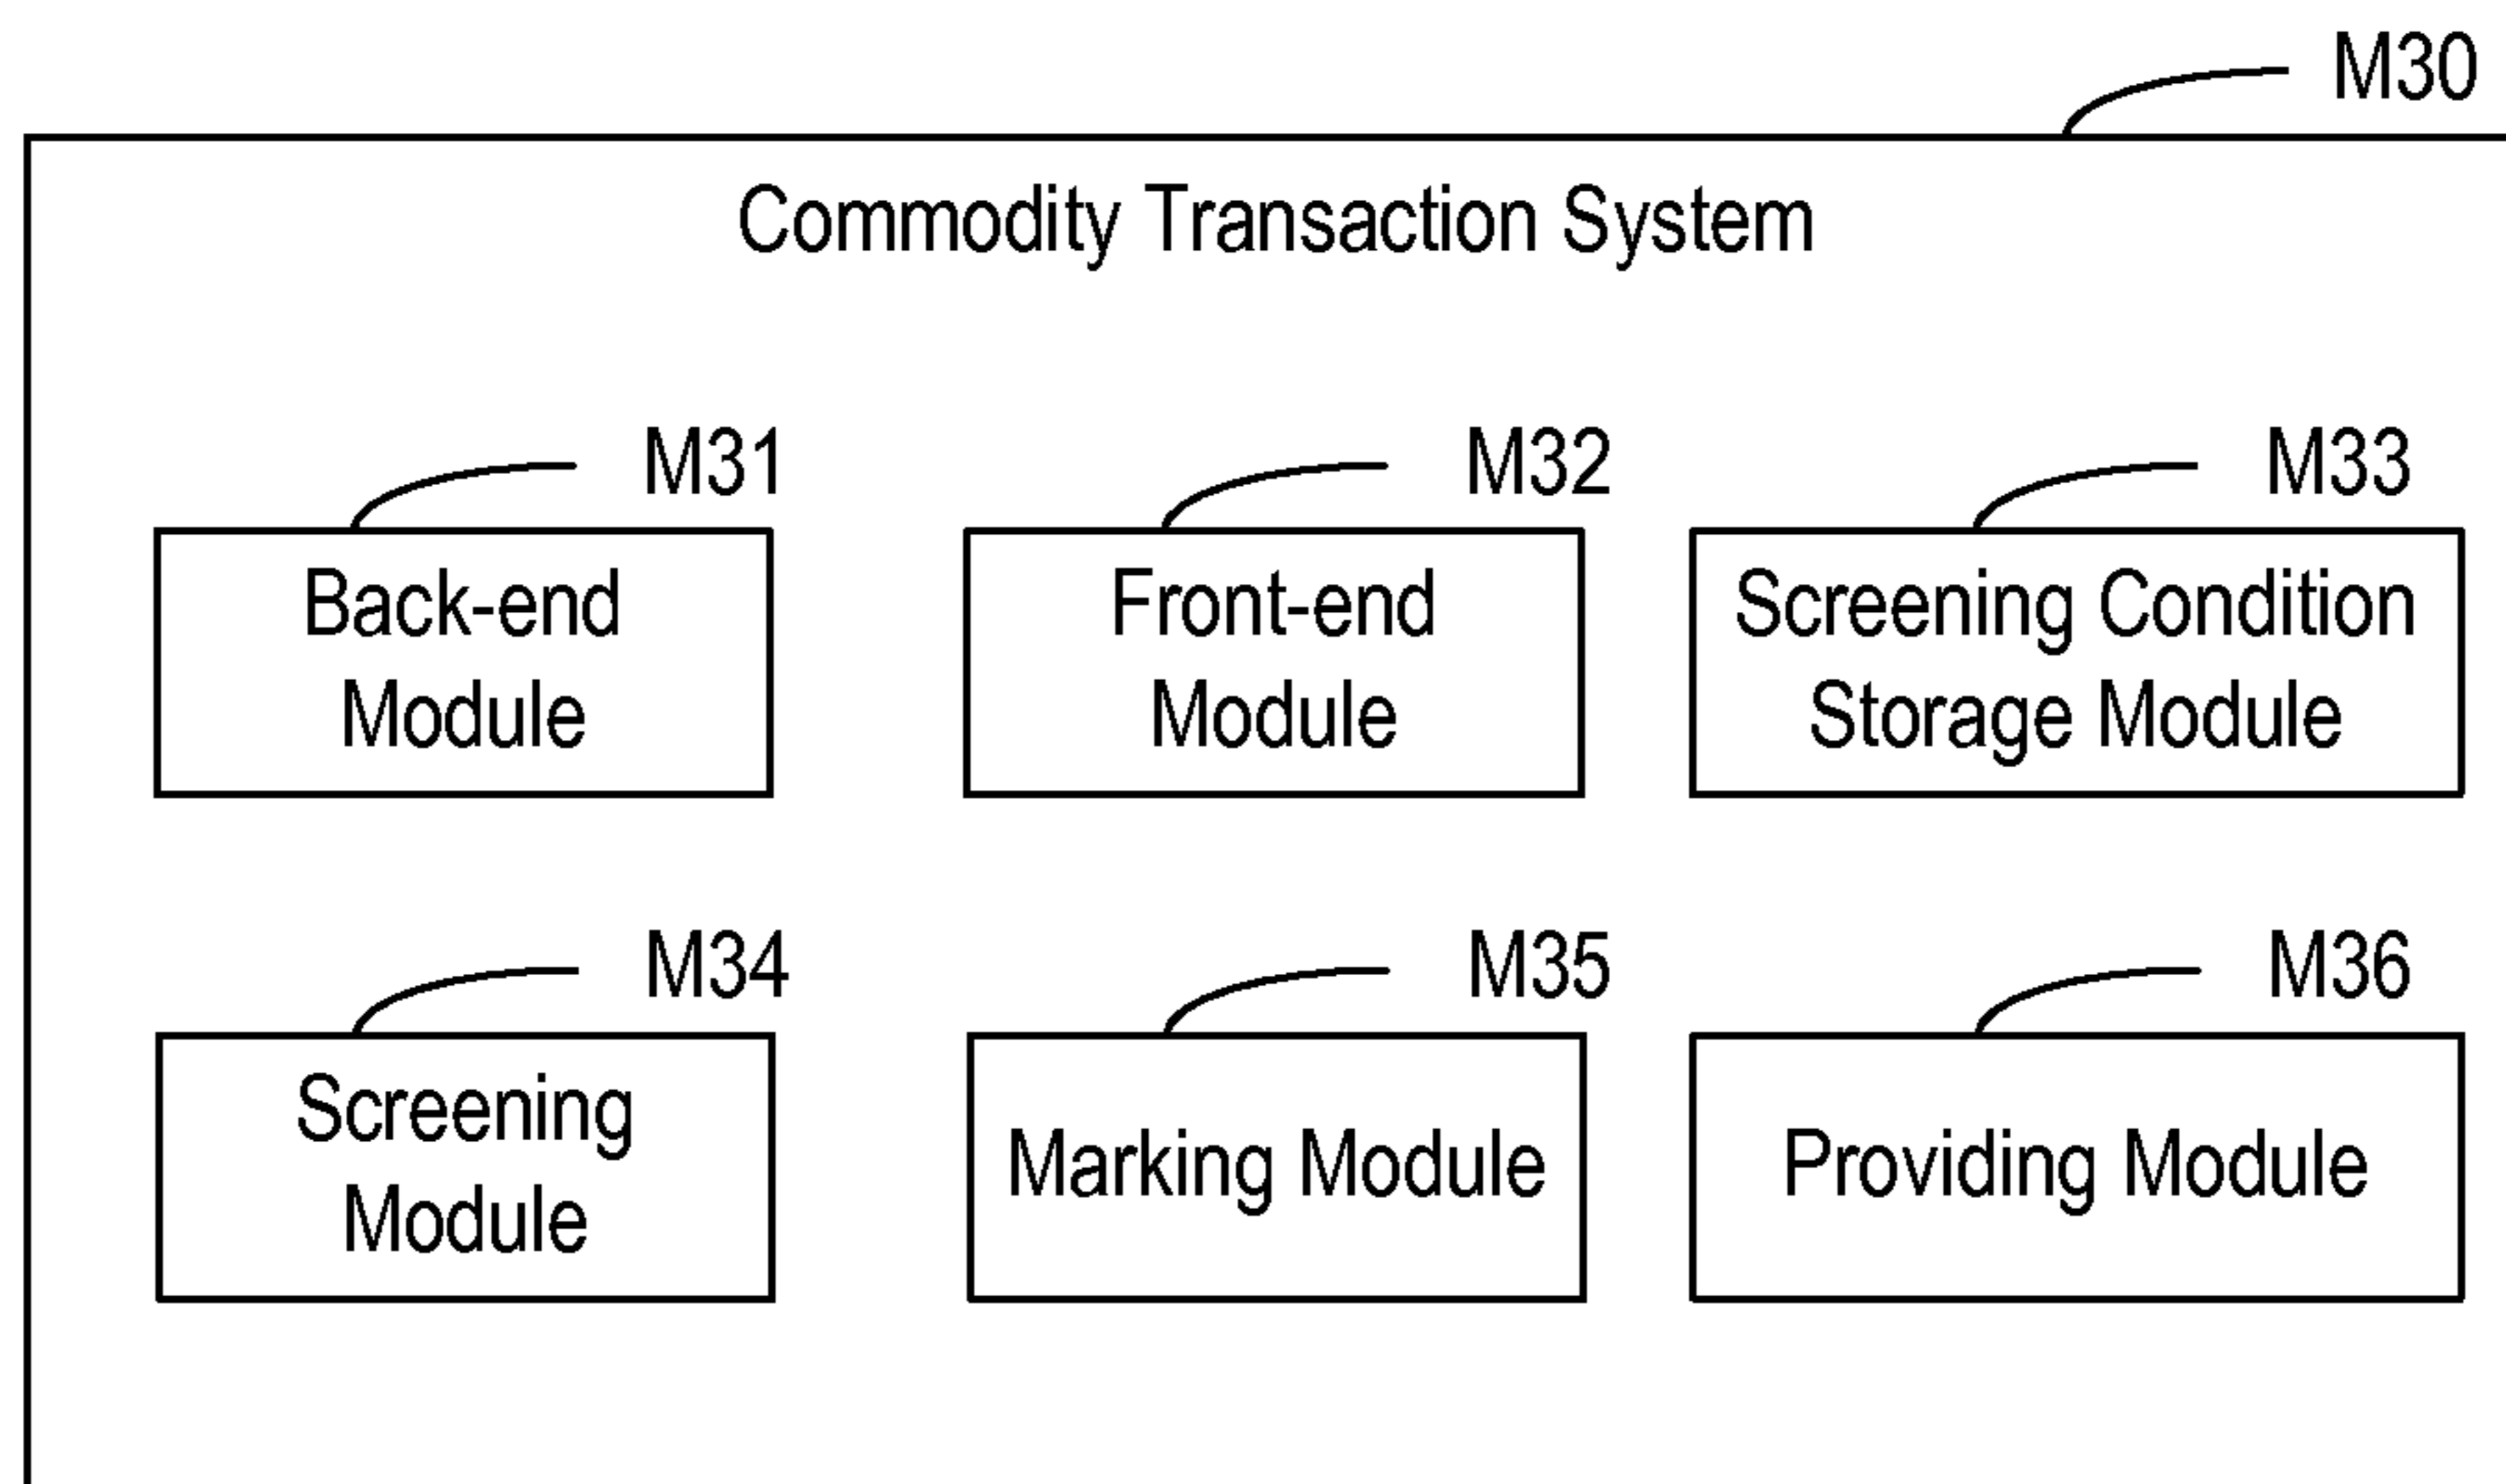 M30
Commodity Transaction System
M31
M32
M33
Back-end
Module
Front-end
Module
Screening Condition
Storage Module
M34
M35
M36
Screening
Module
Marking Module
Providing Module